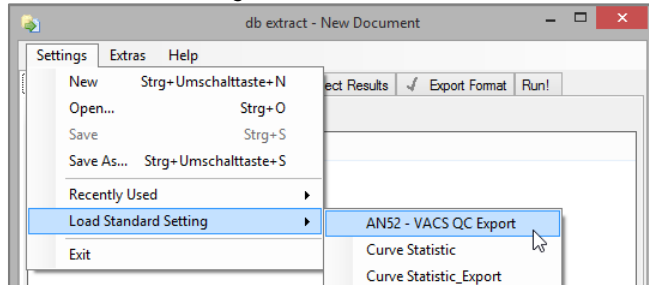 db extract - New Document
Settings Extras Help
New Strg+Umschalttaste+N
ect Results Export Format Run!
Open... Strg+O
Save Strg+S
Save As... Strg+Umschalttaste+S
Recently Used
Load Standard Setting
AN52 - VACS QC Export
Curve Statistic
Exit
Curve Statistic_Export